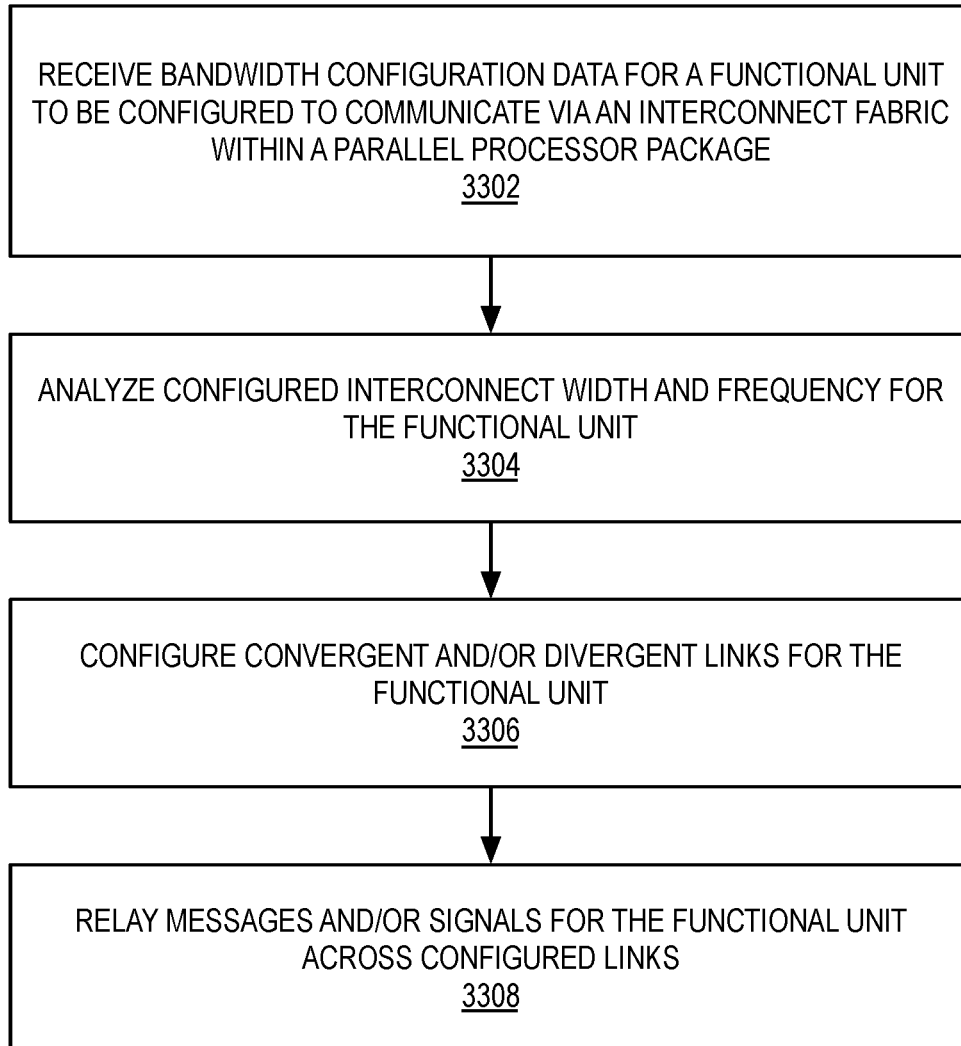 RECEIVE BANDWIDTH CONFIGURATION DATA FOR A FUNCTIONAL UNIT
TO BE CONFIGURED TO COMMUNICATE VIA AN INTERCONNECT FABRIC
WITHIN A PARALLEL PROCESSOR PACKAGE
3302
ANALYZE CONFIGURED INTERCONNECT WIDTH AND FREQUENCY FOR
THE FUNCTIONAL UNIT
3304
CONFIGURE CONVERGENT AND/OR DIVERGENT LINKS FOR THE
FUNCTIONAL UNIT
3306
RELAY MESSAGES AND/OR SIGNALS FOR THE FUNCTIONAL UNIT
ACROSS CONFIGURED LINKS
3308